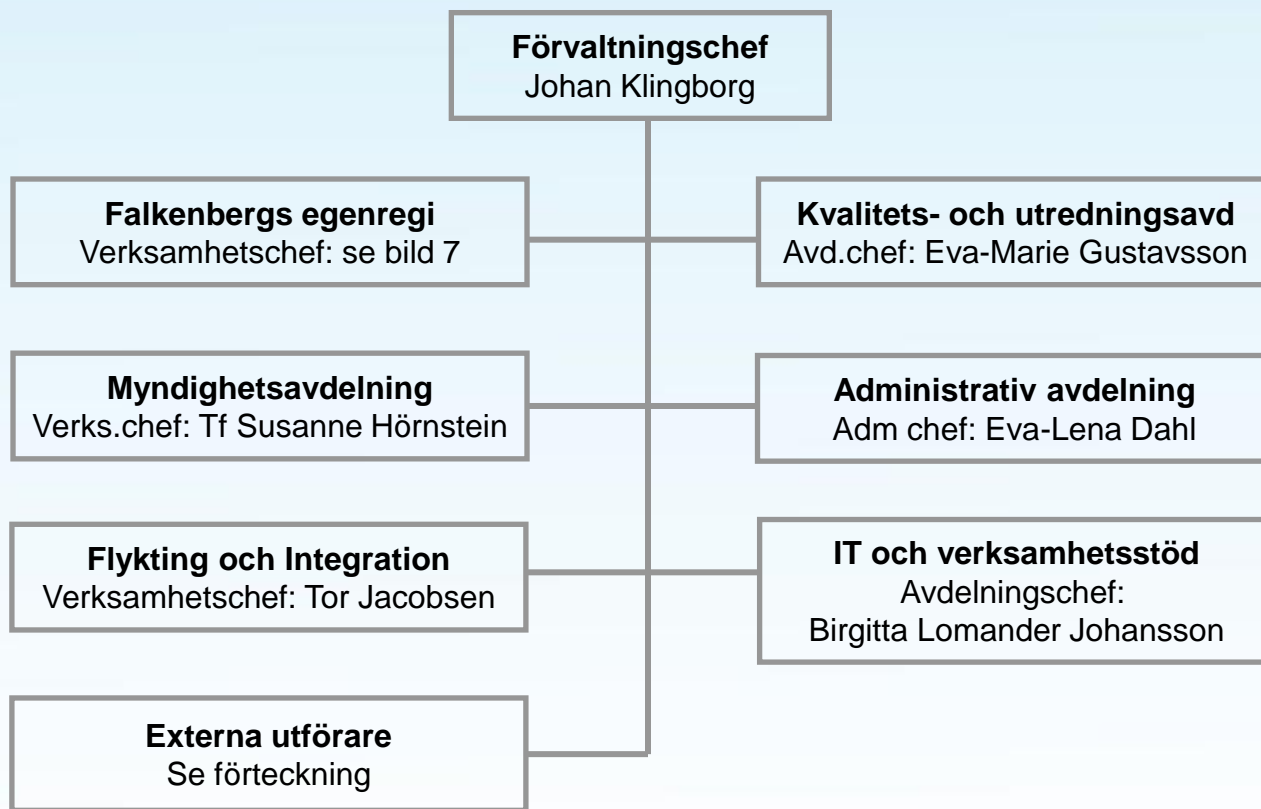 Förvaltningschef
Johan Klingborg
Falkenbergs egenregi
Verksamhetschef: se bild 7
Kvalitets- och utredningsavd
Avd.chef: Eva-Marie Gustavsson
Myndighetsavdelning
Verks.chef: Tf Susanne Hörnstein
Administrativ avdelning
Adm chef: Eva-Lena Dahl
Flykting och Integration
Verksamhetschef: Tor Jacobsen
IT och verksamhetsstöd
Avdelningschef:
Birgitta Lomander Johansson
Externa utförare
Se förteckning